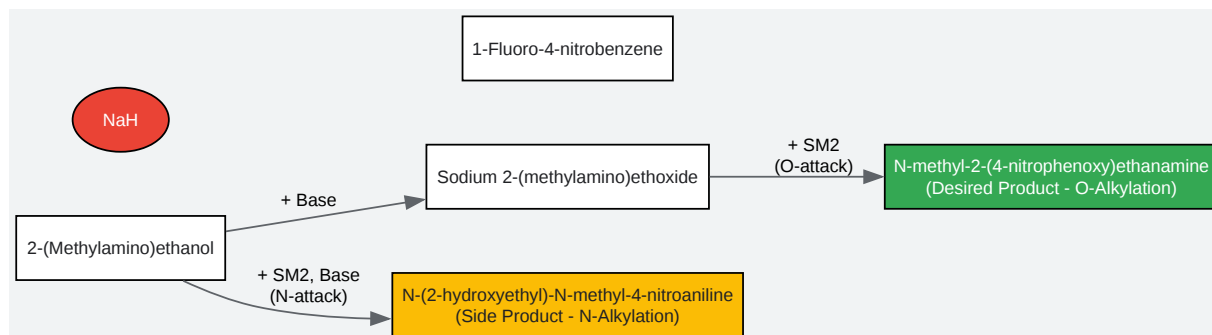 1-Fluoro-4-nitrobenzene
NaH
+ SM2
(O-attack)
Sodium 2-(methylamino)ethoxide
N-methyl-2-(4-nitrophenoxy)ethanamine
(Desired Product - O-Alkylation)
+ Base
2-(Methylamino)ethanol
+ SM2, Base
(N-attack)
N-(2-hydroxyethyl)-N-methyl-4-nitroaniline
(Side Product - N-Alkylation)